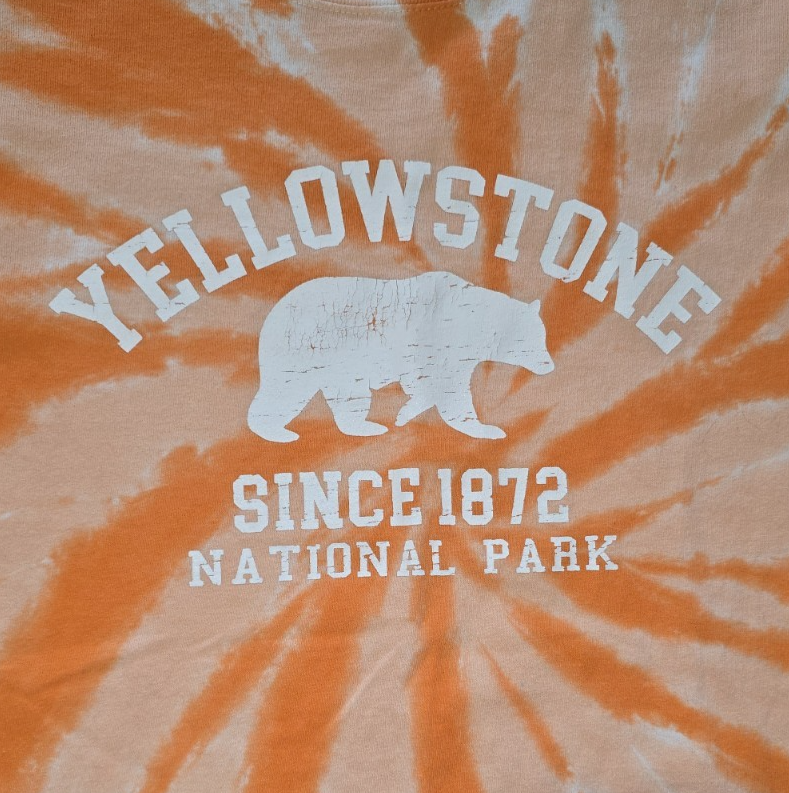 YELLOWSTONE
SINCE 1872
NATIONAL PARK